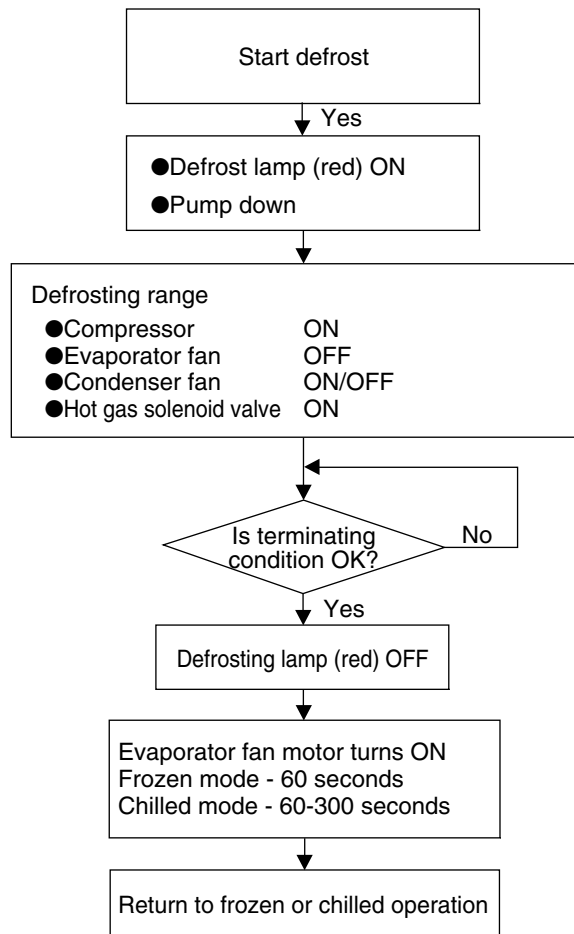 Start defrost
Yes
●Defrost lamp (red) ON
●Pump down
Defrosting range
●Compressor ON
●Evaporator fan OFF
●Condenser fan ON/OFF
●Hot gas solenoid valve ON
Is terminating
condition OK?
No
Yes
Defrosting lamp (red) OFF
Evaporator fan motor turns ON
Frozen mode - 60 seconds
Chilled mode - 60-300 seconds
Return to frozen or chilled operation